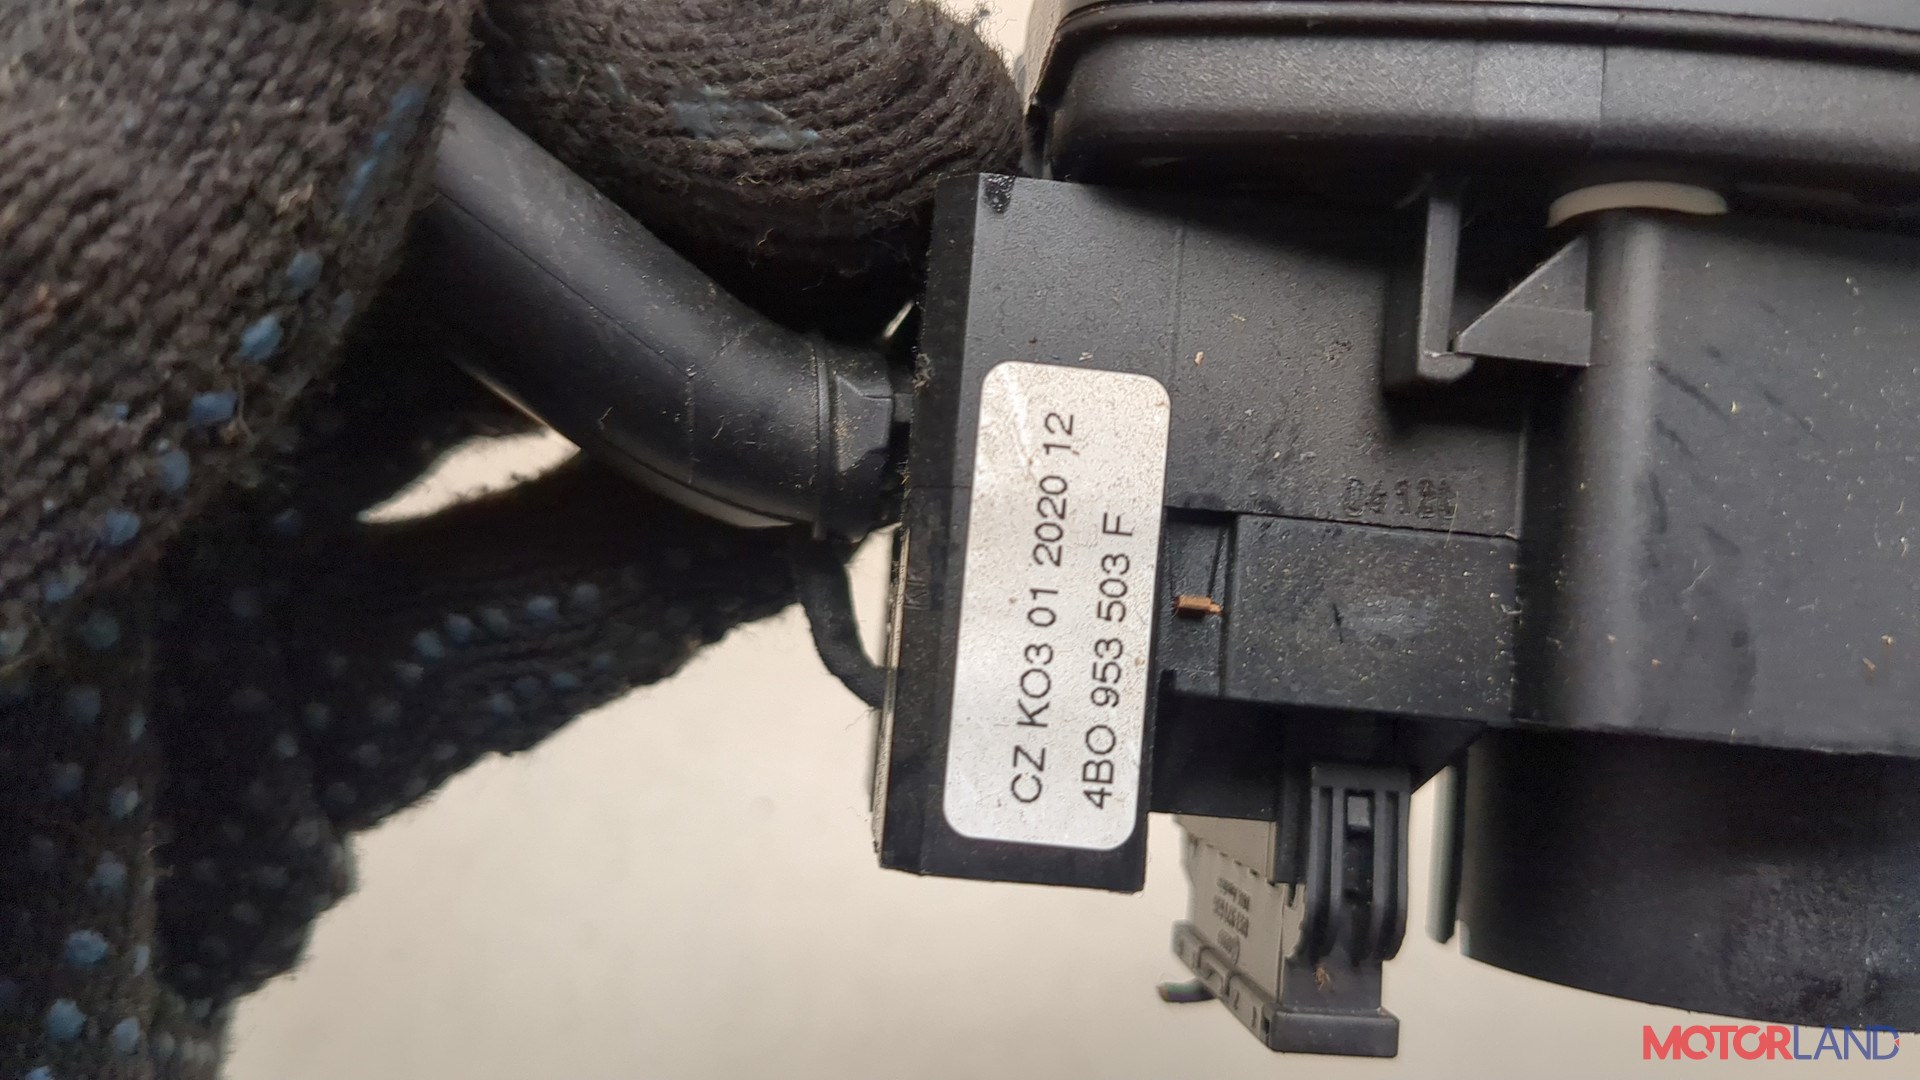 CZ KO3 01 2020 12
4BO 953 503 F
MOTORLAND